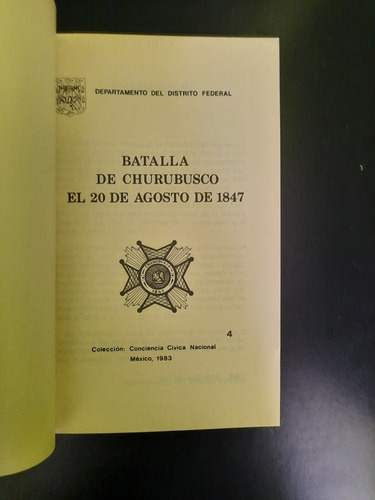 DEPARTAMENTO DEL DISTRITO FEDERAL
BATALLA
DE CHURUBUSCO
EL 20 DE AGOSTO DE 1847
4
Colección: Conciencia Cívica Nacional
México, 1983